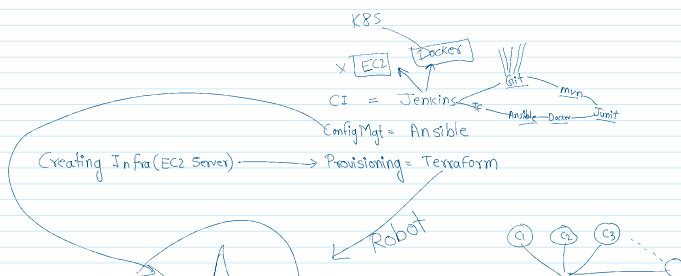 K8S
Docker
x EC2
Git
mvn
CI = Jenkins
TF
Ansible Docker Junit
Config Mgt = Ansible
Creating Infra (EC2 Server) → Provisioning = Terraform
Robot
C1 C2 C3